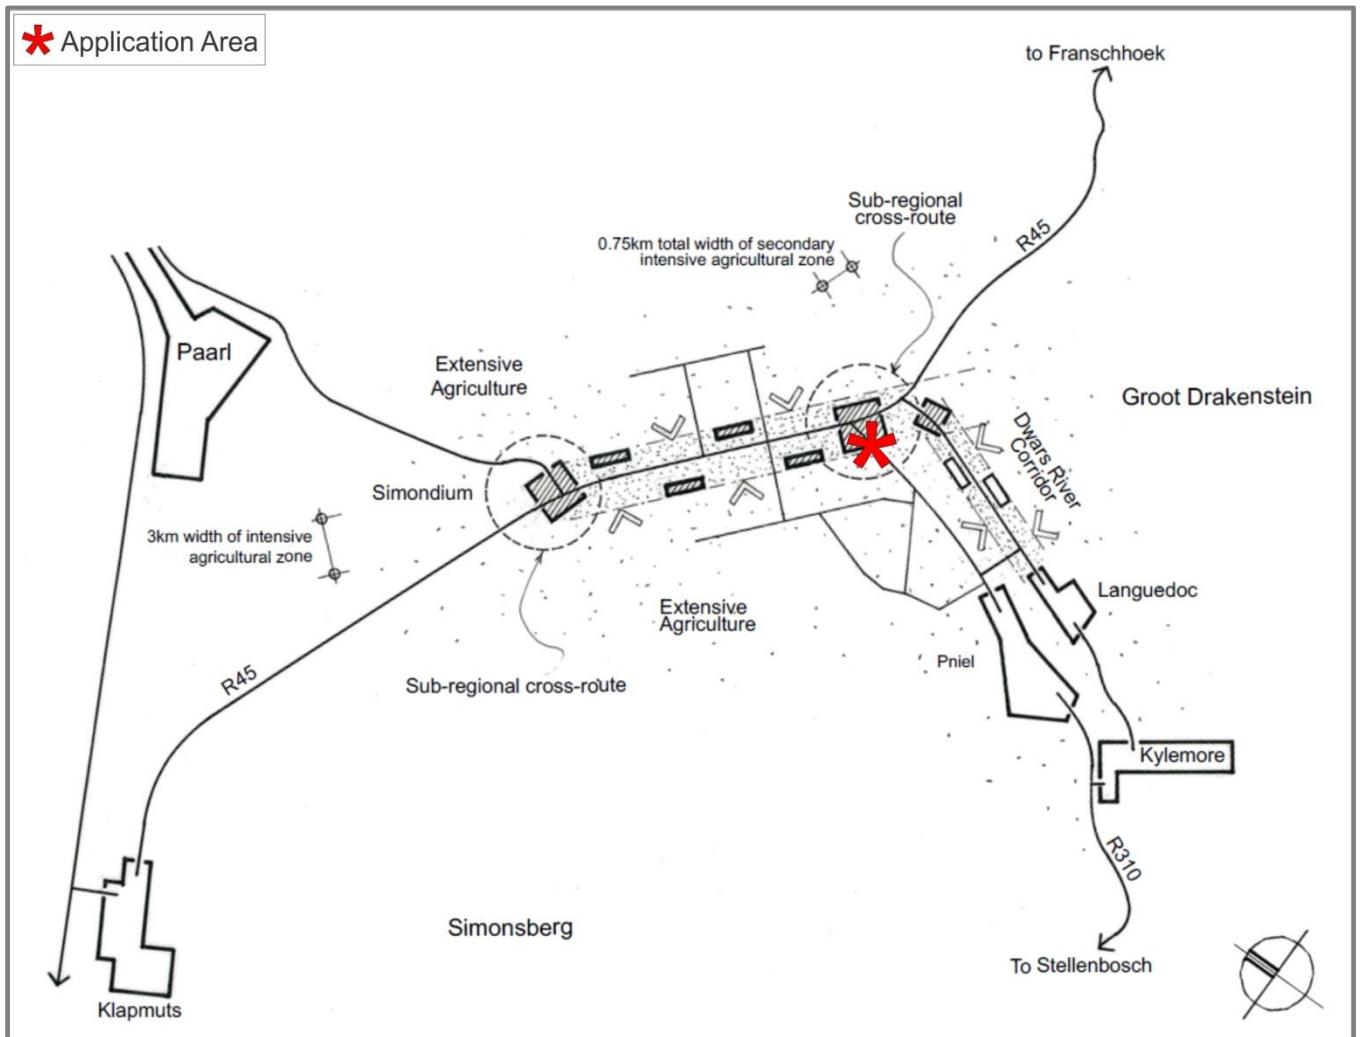 Application Area
to Franschhoek
Sub-regional
cross-route
R45
0.75km total width of secondary
intensive agricultural zone
Paarl
Extensive
Agriculture
Groot Drakenstein
Dwars River
Corridor
Simondium
3km width of intensive
agricultural zone
Languedoc
Extensive
Agriculture
Pniel
R45
Sub-regional cross-route
Kylemore
R310
Simonsberg
To Stellenbosch
Klapmuts